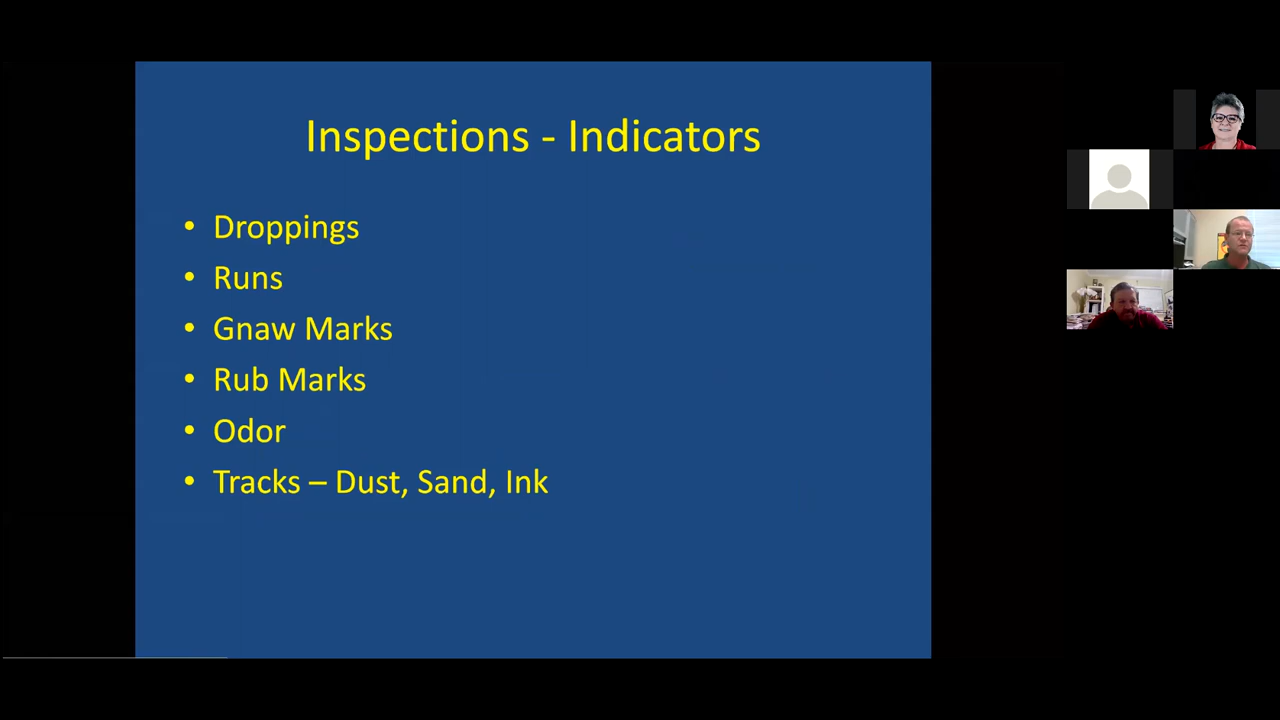 Inspections - Indicators
• Droppings
• Runs
• Gnaw Marks
• Rub Marks
• Odor
• Tracks – Dust, Sand, Ink